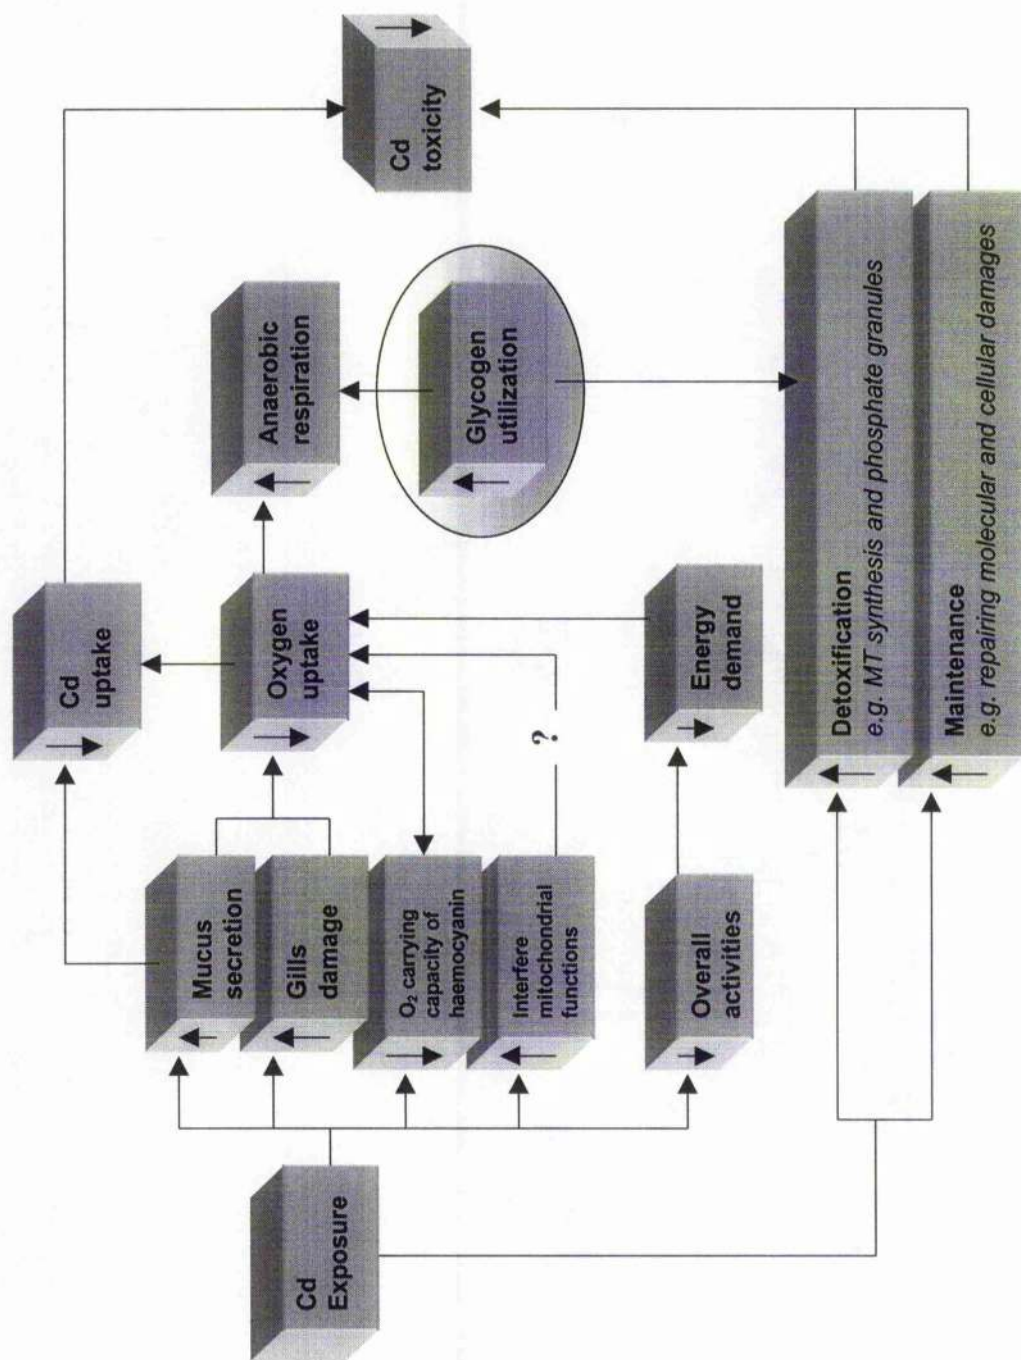 Cd
Exposure
Mucus
secretion
Gills
damage
O₂ carrying
capacity of
haemocyanin
Interfere
mitochondrial
functions
Overall
activities
Cd
uptake
Oxygen
uptake
?
Energy
demand
Anaerobic
respiration
Glycogen
utilization
Cd
toxicity
Detoxification
e.g. MT synthesis and phosphate granules
Maintenance
e.g. repairing molecular and cellular damages